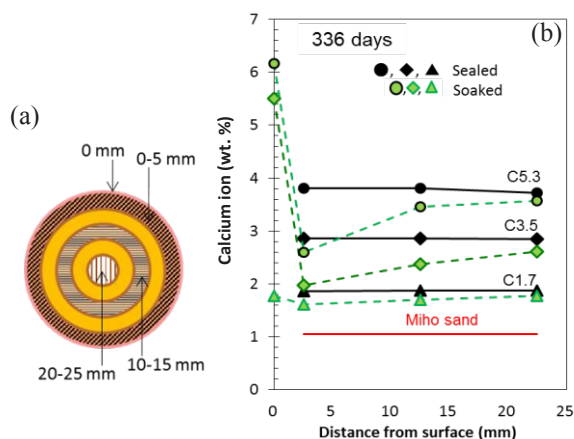 (a)
0 mm
0-5 mm
10-15 mm
20-25 mm
(b)
336 days
Sealed
Soaked
C5.3
C3.5
C1.7
Miho sand
Calcium ion (wt. %)
7
6
5
4
3
2
1
0
0 5 10 15 20 25
Distance from surface (mm)